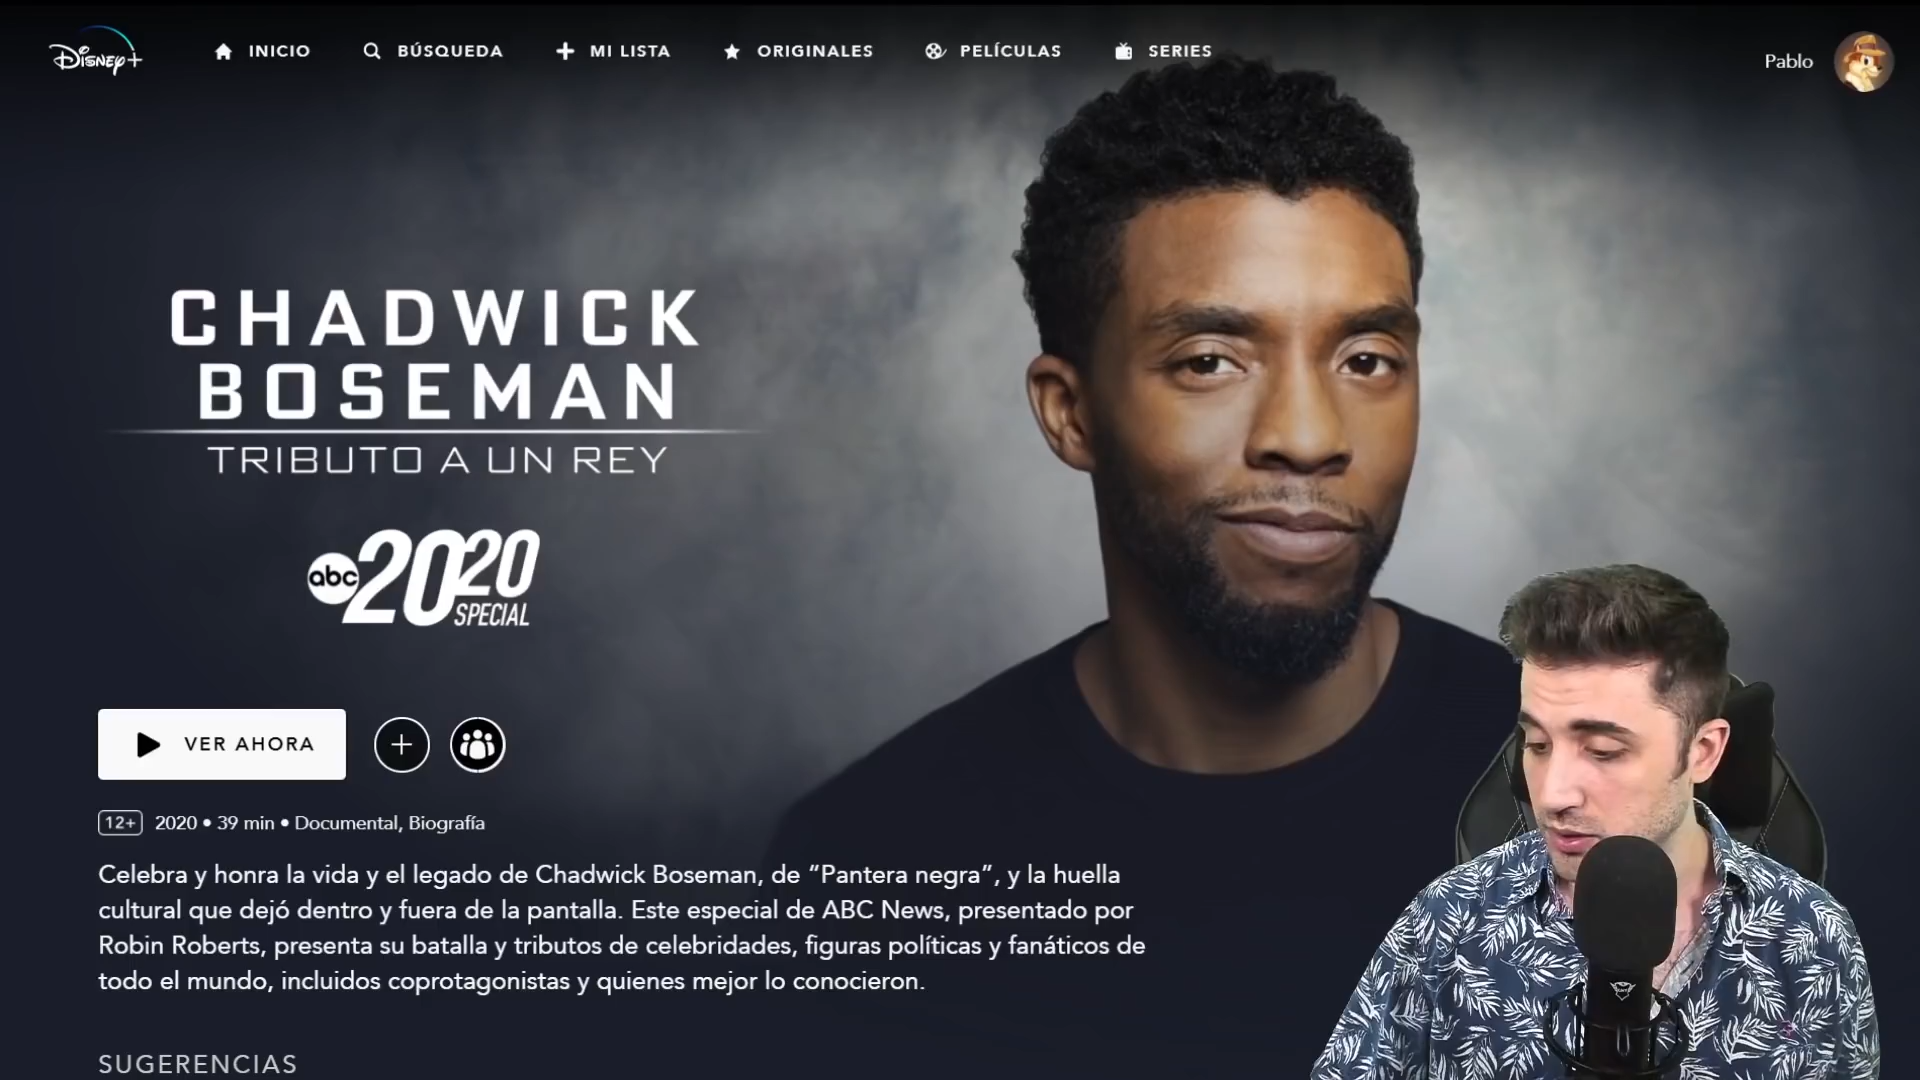 Disney+
INICIO
BÚSQUEDA
MI LISTA
ORIGINALES
PELÍCULAS
SERIES
Pablo
CHADWICK
BOSEMAN
TRIBUTO A UN REY
abc 20 20
SPECIAL
VER AHORA
12+ 2020 • 39 min • Documental, Biografía
Celebra y honra la vida y el legado de Chadwick Boseman, de “Pantera negra”, y la huella
cultural que dejó dentro y fuera de la pantalla. Este especial de ABC News, presentado por
Robin Roberts, presenta su batalla y tributos de celebridades, figuras políticas y fanáticos de
todo el mundo, incluidos coprotagonistas y quienes mejor lo conocieron.
SUGERENCIAS